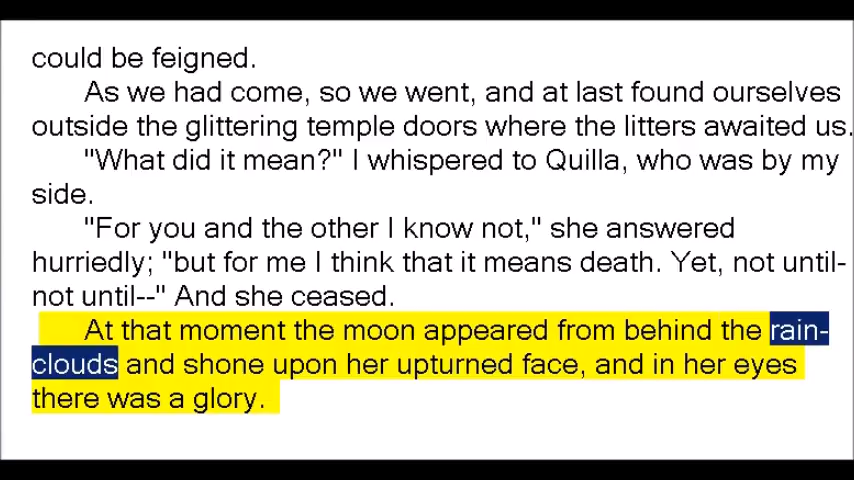 could be feigned.
As we had come, so we went, and at last found ourselves
outside the glittering temple doors where the litters awaited us.
"What did it mean?" I whispered to Quilla, who was by my
side.
"For you and the other I know not," she answered
hurriedly; "but for me I think that it means death. Yet, not until-
not until--" And she ceased.
At that moment the moon appeared from behind the rain-
clouds and shone upon her upturned face, and in her eyes
there was a glory.